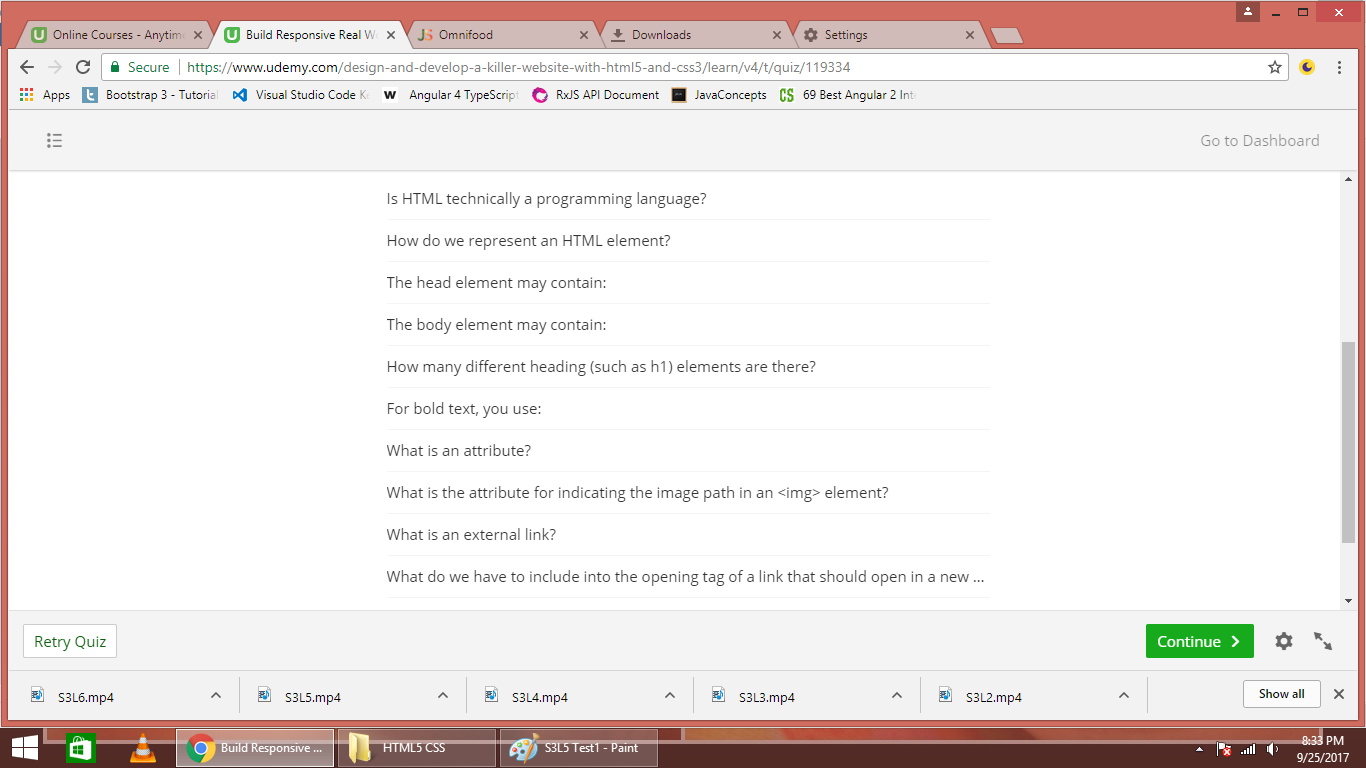 Online Courses - Anytim
Build Responsive Real W
Omnifood
Downloads
Settings
Secure
https://www.udemy.com/design-and-develop-a-killer-website-with-html5-and-css3/learn/v4/t/quiz/119334
Apps
Bootstrap 3 - Tutorial
Visual Studio Code K
Angular 4 TypeScript
RxJS API Document
JavaConcepts
69 Best Angular 2 Int
Go to Dashboard
Is HTML technically a programming language?
How do we represent an HTML element?
The head element may contain:
The body element may contain:
How many different heading (such as h1) elements are there?
For bold text, you use:
What is an attribute?
What is the attribute for indicating the image path in an <img> element?
What is an external link?
What do we have to include into the opening tag of a link that should open in a new ...
Retry Quiz
Continue
S3L6.mp4
S3L5.mp4
S3L4.mp4
S3L3.mp4
S3L2.mp4
Show all
Build Responsive ...
HTML5 CSS
S3L5 Test1 - Paint
8:33 PM
9/25/2017